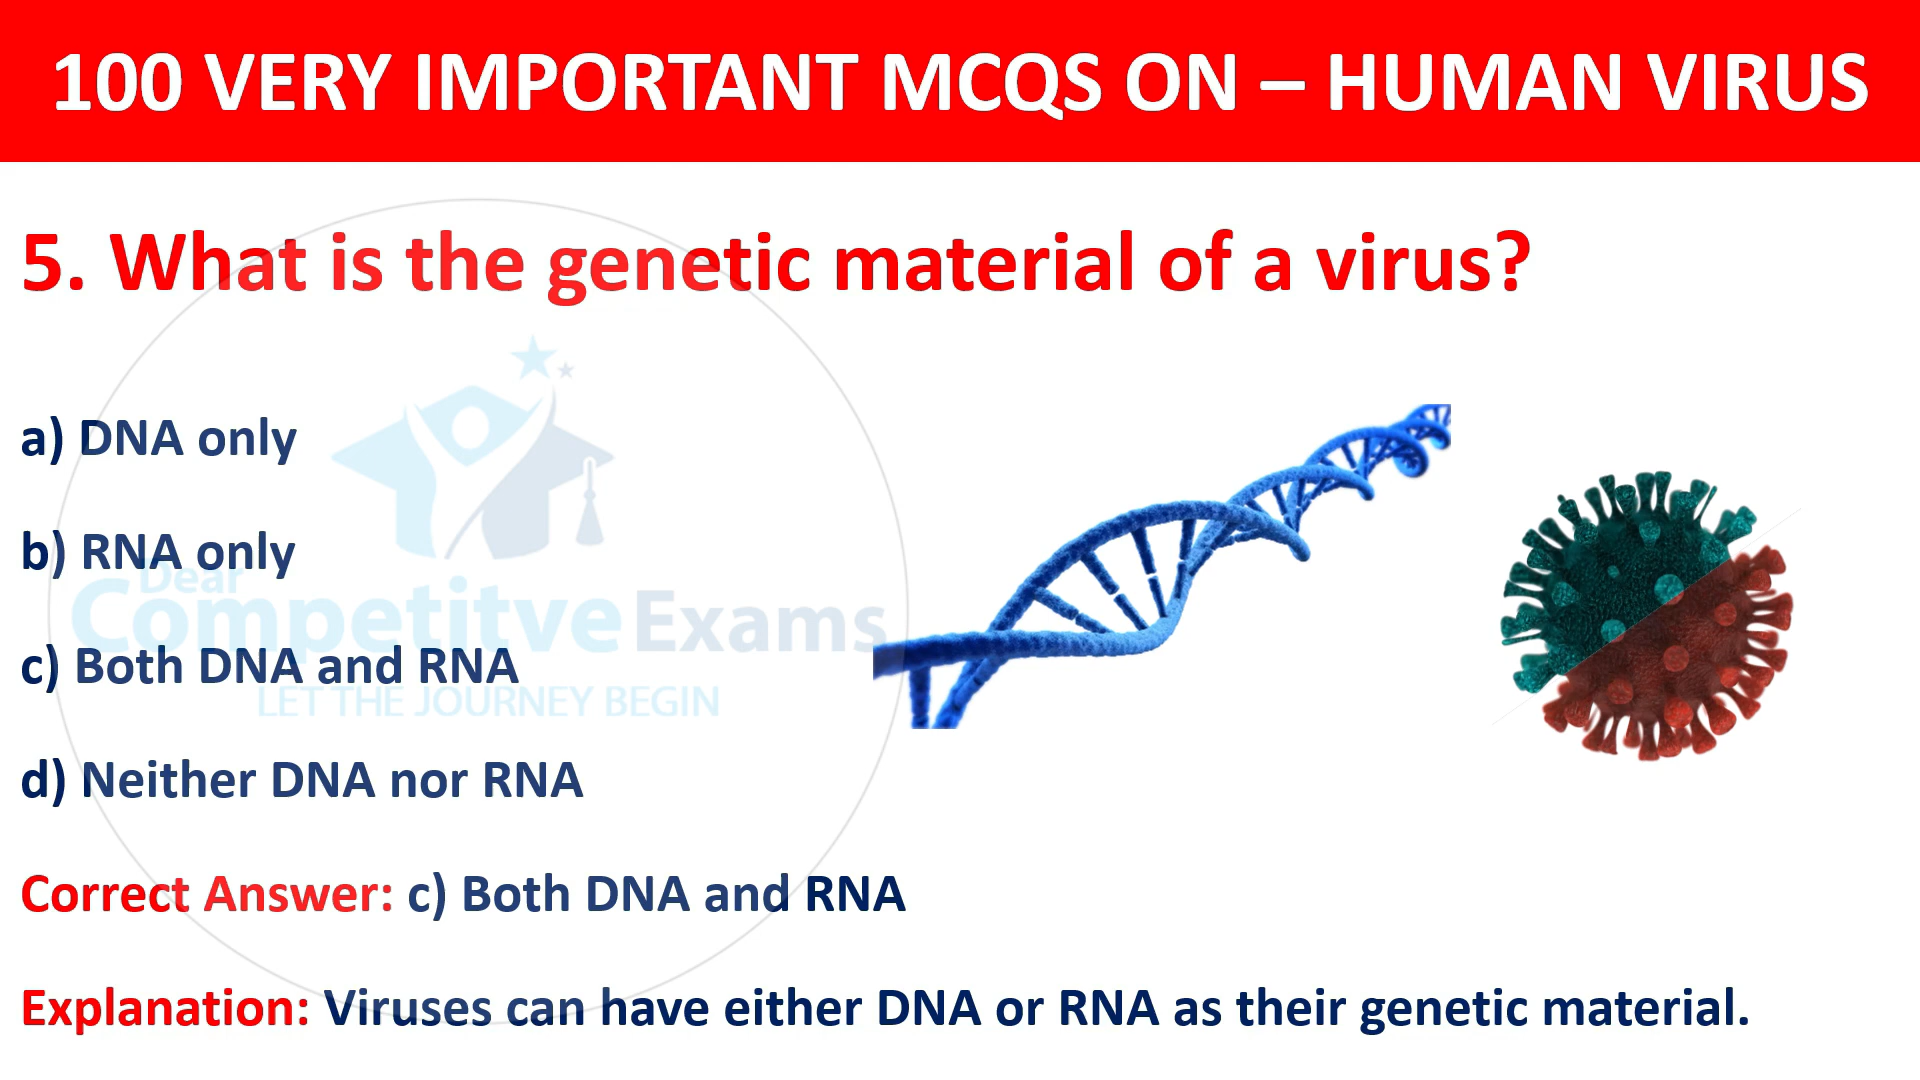 100 VERY IMPORTANT MCQS ON – HUMAN VIRUS
5. What is the genetic material of a virus?
a) DNA only
b) RNA only
Dear
Competitve Exams
c) Both DNA and RNA
LET THE JOURNEY BEGIN
d) Neither DNA nor RNA
Correct Answer: c) Both DNA and RNA
Explanation: Viruses can have either DNA or RNA as their genetic material.